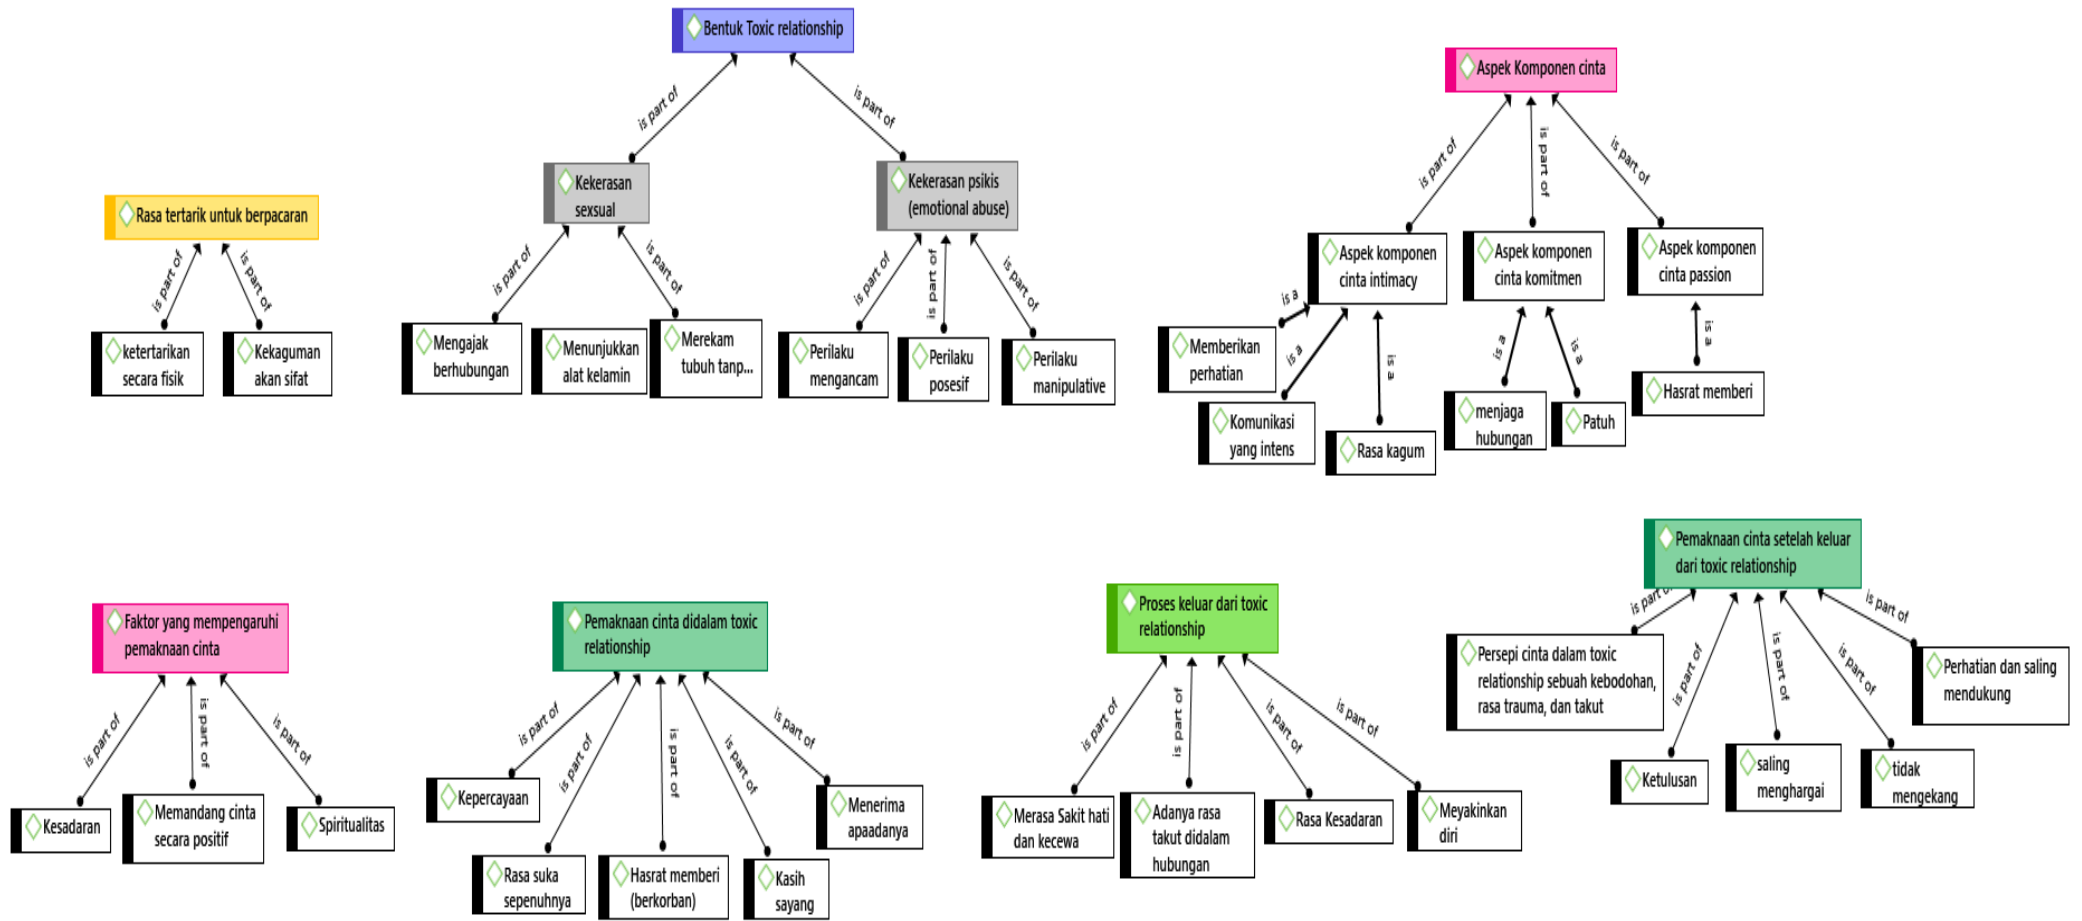 Bentuk Toxic relationship
is part of
is part of
Kekerasan
sexsual
Kekerasan psikis
(emotional abuse)
is part of
is part of
is part of
is part of
is part of
Mengajak
berhubungan
Menunjukkan
alat kelamin
Merekam
tubuh tanp...
Perilaku
mengancam
Perilaku
posesif
Perilaku
manipulative
Rasa tertarik untuk berpacaran
is part of
is part of
ketertarikan
secara fisik
Kekaguman
akan sifat
Aspek Komponen cinta
is part of
is part of
is part of
Aspek komponen
cinta intimacy
Aspek komponen
cinta komitmen
Aspek komponen
cinta passion
is a
is a
is a
is a
is a
is a
Memberikan
perhatian
Komunikasi
yang intens
Rasa kagum
menjaga
hubungan
Patuh
Hasrat memberi
Faktor yang mempengaruhi
pemaknaan cinta
is part of
is part of
is part of
Kesadaran
Memandang cinta
secara positif
Spiritualitas
Pemaknaan cinta didalam toxic
relationship
is part of
is part of
is part of
is part of
is part of
Kepercayaan
Rasa suka
sepenuhnya
Hasrat memberi
(berkorban)
Kasih
sayang
Menerima
apaadanya
Proses keluar dari toxic
relationship
is part of
is part of
is part of
is part of
Merasa Sakit hati
dan kecewa
Adanya rasa
takut didalam
hubungan
Rasa Kesadaran
Meyakinkan
diri
Pemaknaan cinta setelah keluar
dari toxic relationship
is part of
is part of
is part of
is part of
is part of
Persepi cinta dalam toxic
relationship sebuah kebodohan,
rasa trauma, dan takut
Ketulusan
saling
menghargai
tidak
mengekang
Perhatian dan saling
mendukung